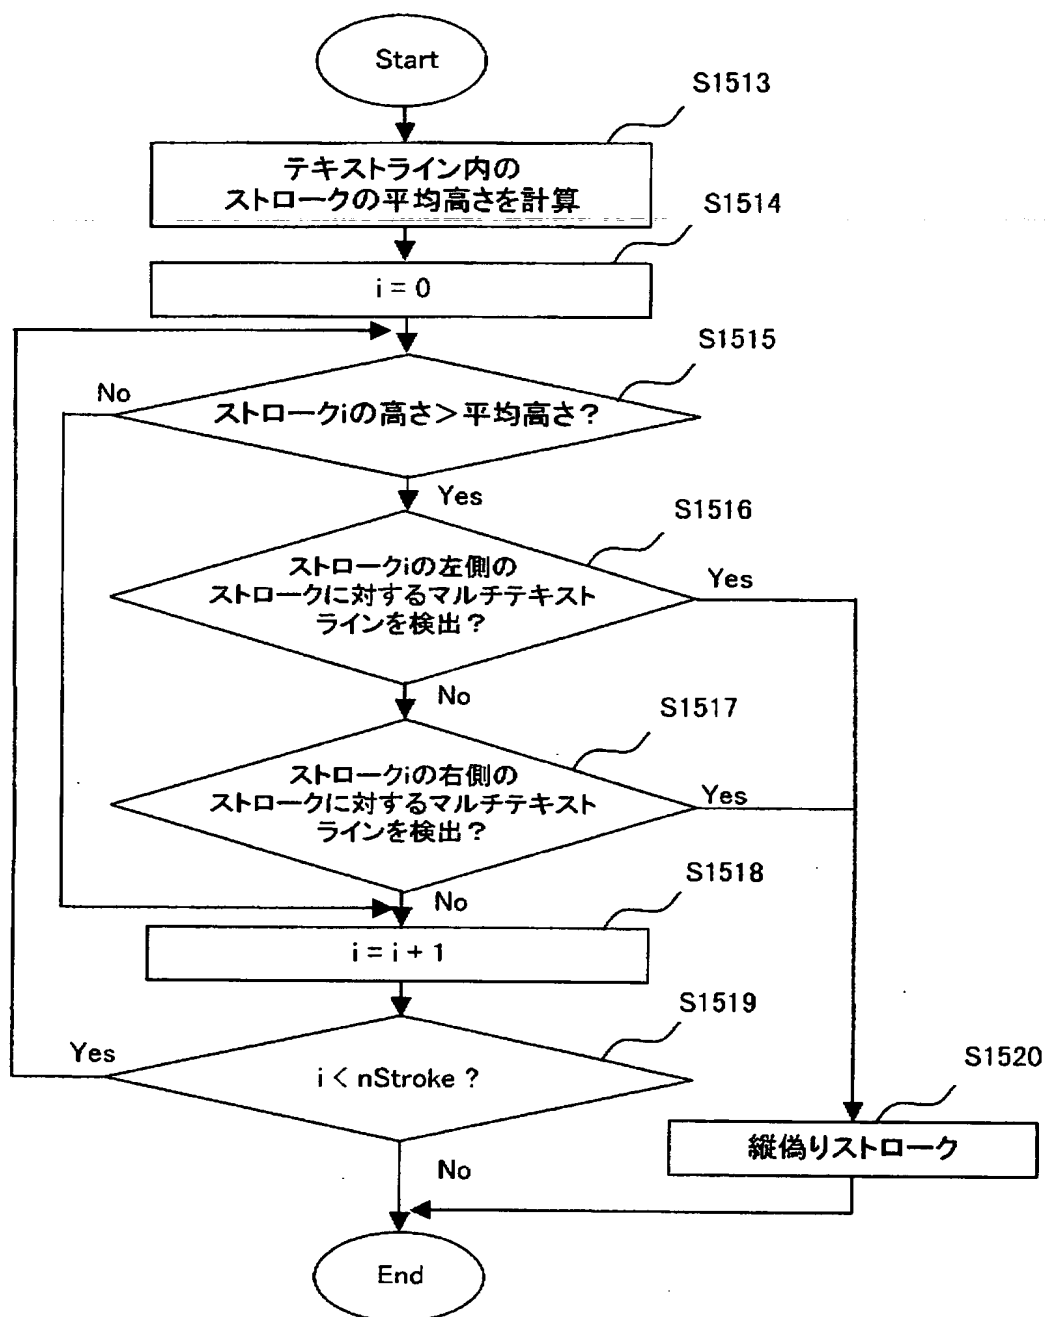 Start
S1513
テキストライン内の
ストロークの平均高さを計算
S1514
i = 0
S1515
No
ストロークiの高さ＞平均高さ？
Yes
S1516
ストロークiの左側の
ストロークに対するマルチテキスト
ラインを検出？
Yes
No
S1517
ストロークiの右側の
ストロークに対するマルチテキスト
ラインを検出？
Yes
No
S1518
i = i + 1
S1519
Yes
i < nStroke ?
S1520
縦偽りストローク
No
End